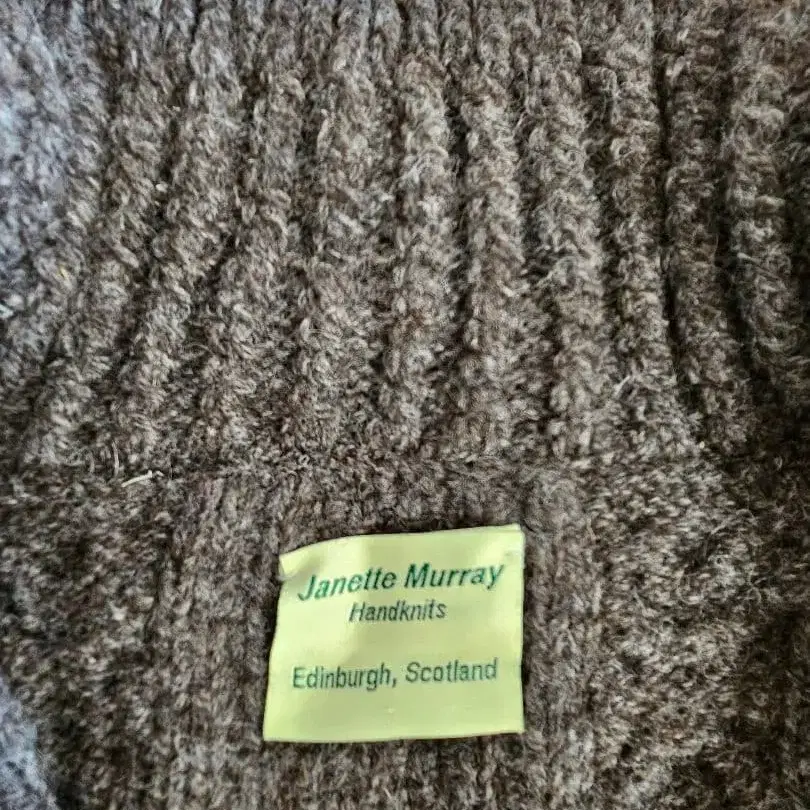 Janette Murray
Handknits
Edinburgh, Scotland